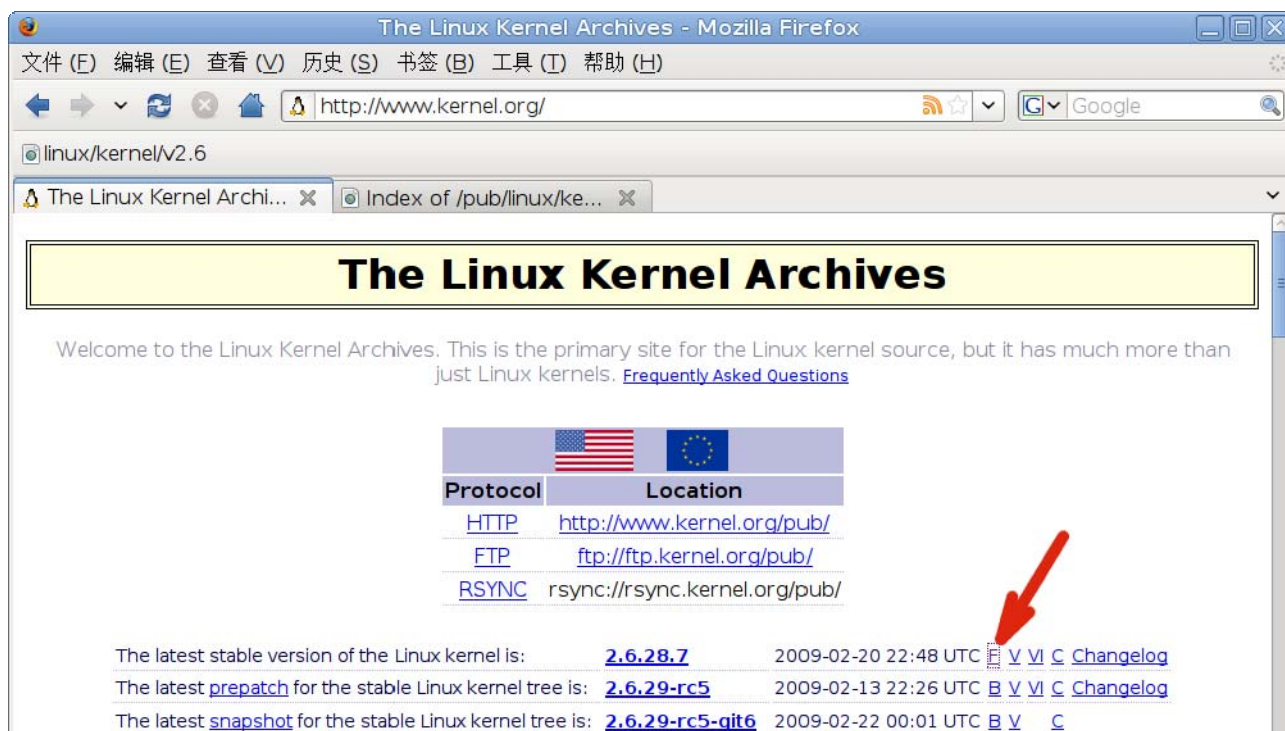 The Linux Kernel Archives - Mozilla Firefox
文件 (F) 编辑 (E) 查看 (V) 历史 (S) 书签 (B) 工具 (T) 帮助 (H)
http://www.kernel.org/ G Google
linux/kernel/v2.6
The Linux Kernel Archi... Index of /pub/linux/ke...
The Linux Kernel Archives
Welcome to the Linux Kernel Archives. This is the primary site for the Linux kernel source, but it has much more than
just Linux kernels. Frequently Asked Questions
Protocol Location
HTTP http://www.kernel.org/pub/
FTP ftp://ftp.kernel.org/pub/
RSYNC rsync://rsync.kernel.org/pub/
The latest stable version of the Linux kernel is: 2.6.28.7 2009-02-20 22:48 UTC F V VI C Changelog
The latest prepatch for the stable Linux kernel tree is: 2.6.29-rc5 2009-02-13 22:26 UTC B V VI C Changelog
The latest snapshot for the stable Linux kernel tree is: 2.6.29-rc5-git6 2009-02-22 00:01 UTC B V C